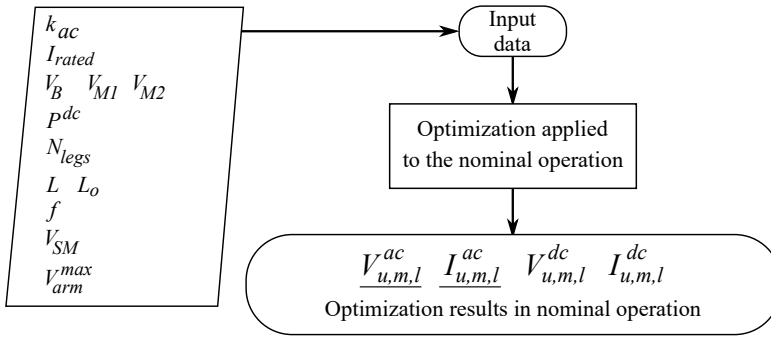 k_ac
I_rated
V_B V_M1 V_M2
P^dc
N_legs
L L_o
f
V_SM
V_arm^max
Input
data
Optimization applied
to the nominal operation
V_u,m,l^ac I_u,m,l^ac V_u,m,l^dc I_u,m,l^dc
Optimization results in nominal operation